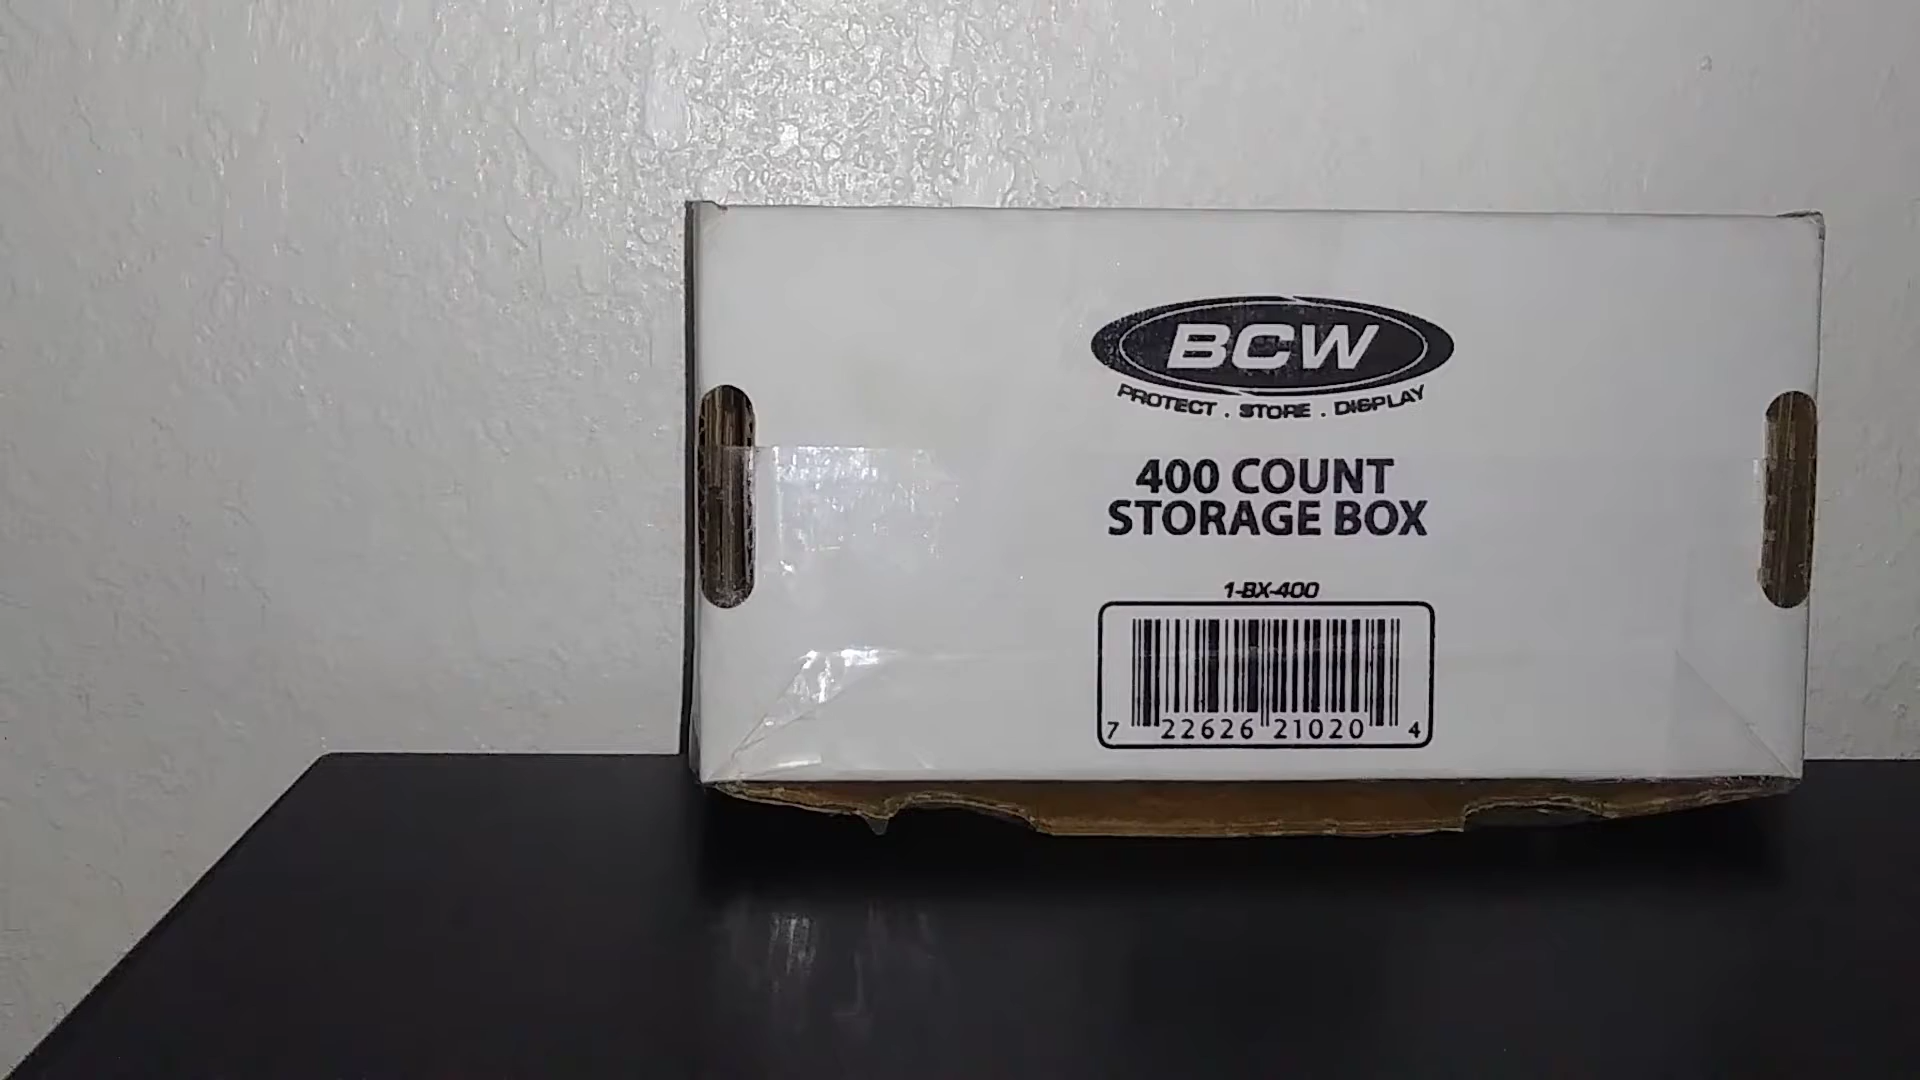 BCW
PROTECT . STORE . DISPLAY
400 COUNT
STORAGE BOX
1-BX-400
7 22626 21020 4